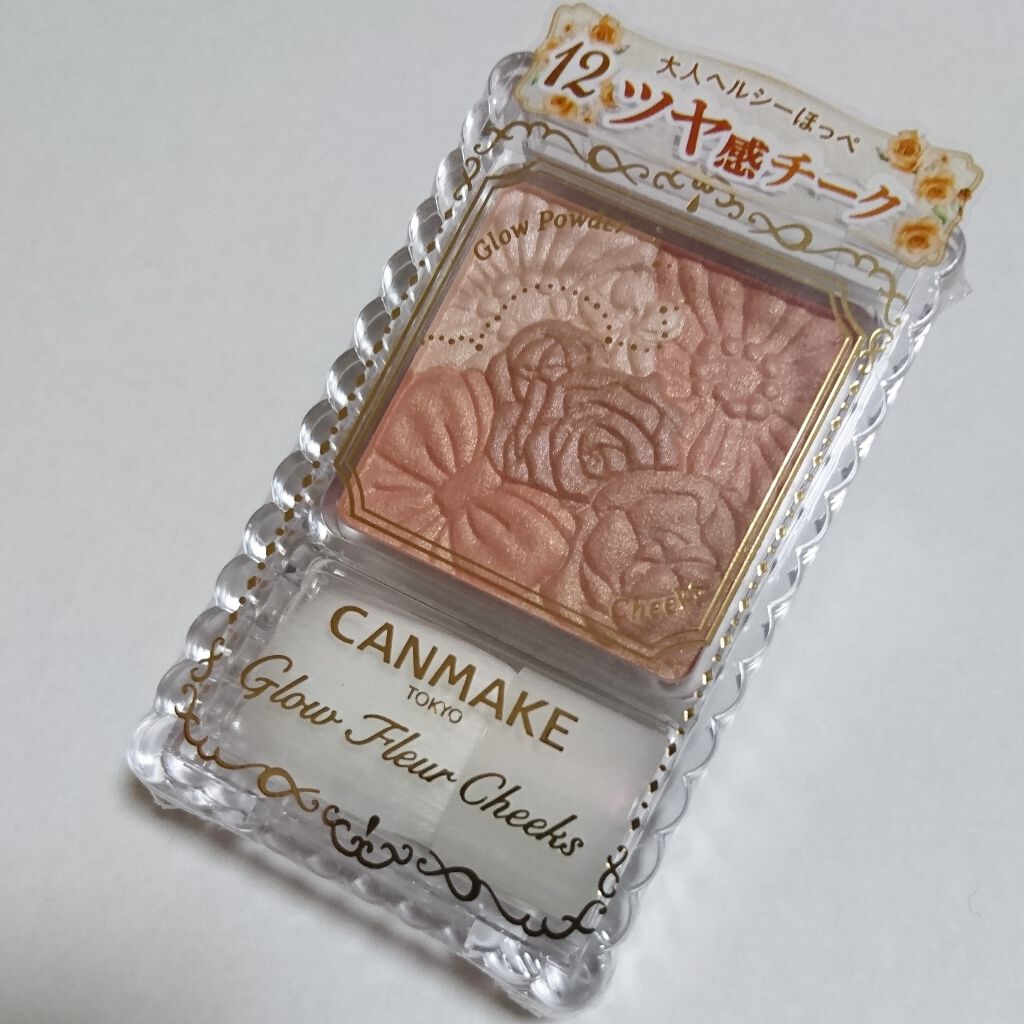 大人ヘルシーほっぺ
12 ツヤ感チーク
Glow Powder
Cheeks
CANMAKE
TOKYO
Glow Fleur Cheeks